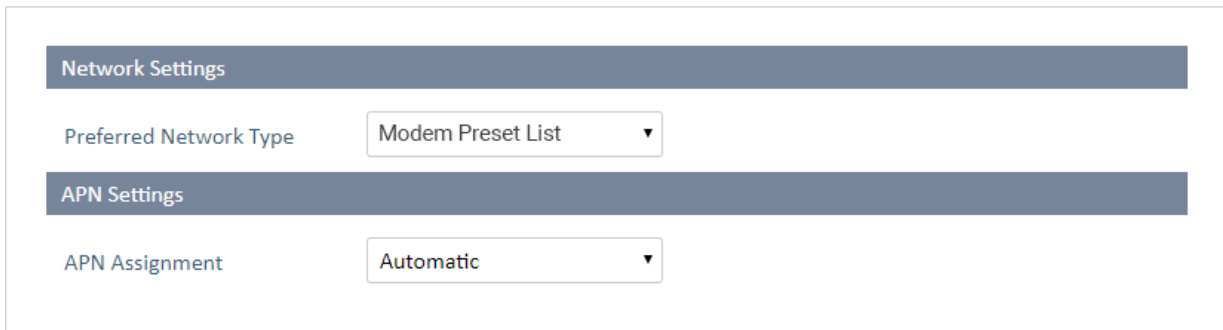 Network Settings
Preferred Network Type Modem Preset List
APN Settings
APN Assignment Automatic